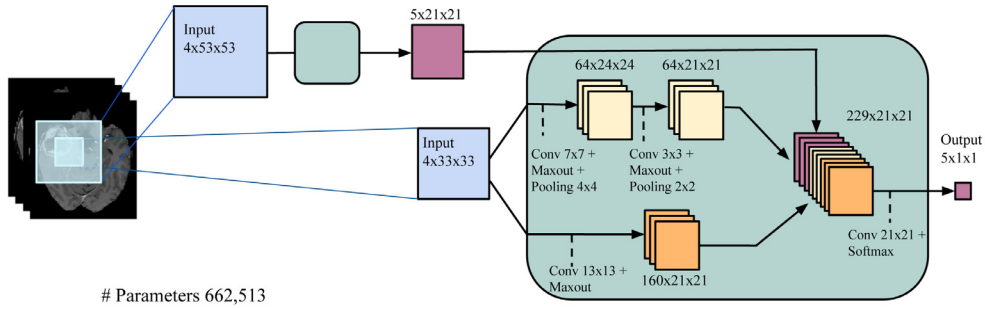 Input
4x53x53
5x21x21
64x24x24
64x21x21
229x21x21
Input
4x33x33
Conv 7x7 +
Maxout +
Pooling 4x4
Conv 3x3 +
Maxout +
Pooling 2x2
Output
5x1x1
Conv 21x21 +
Softmax
Conv 13x13 +
Maxout
160x21x21
# Parameters 662,513